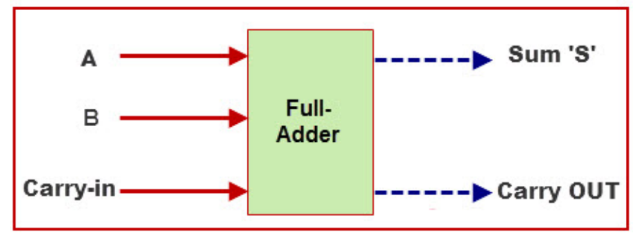 A
B
Carry-in
Full-
Adder
Sum 'S'
Carry OUT